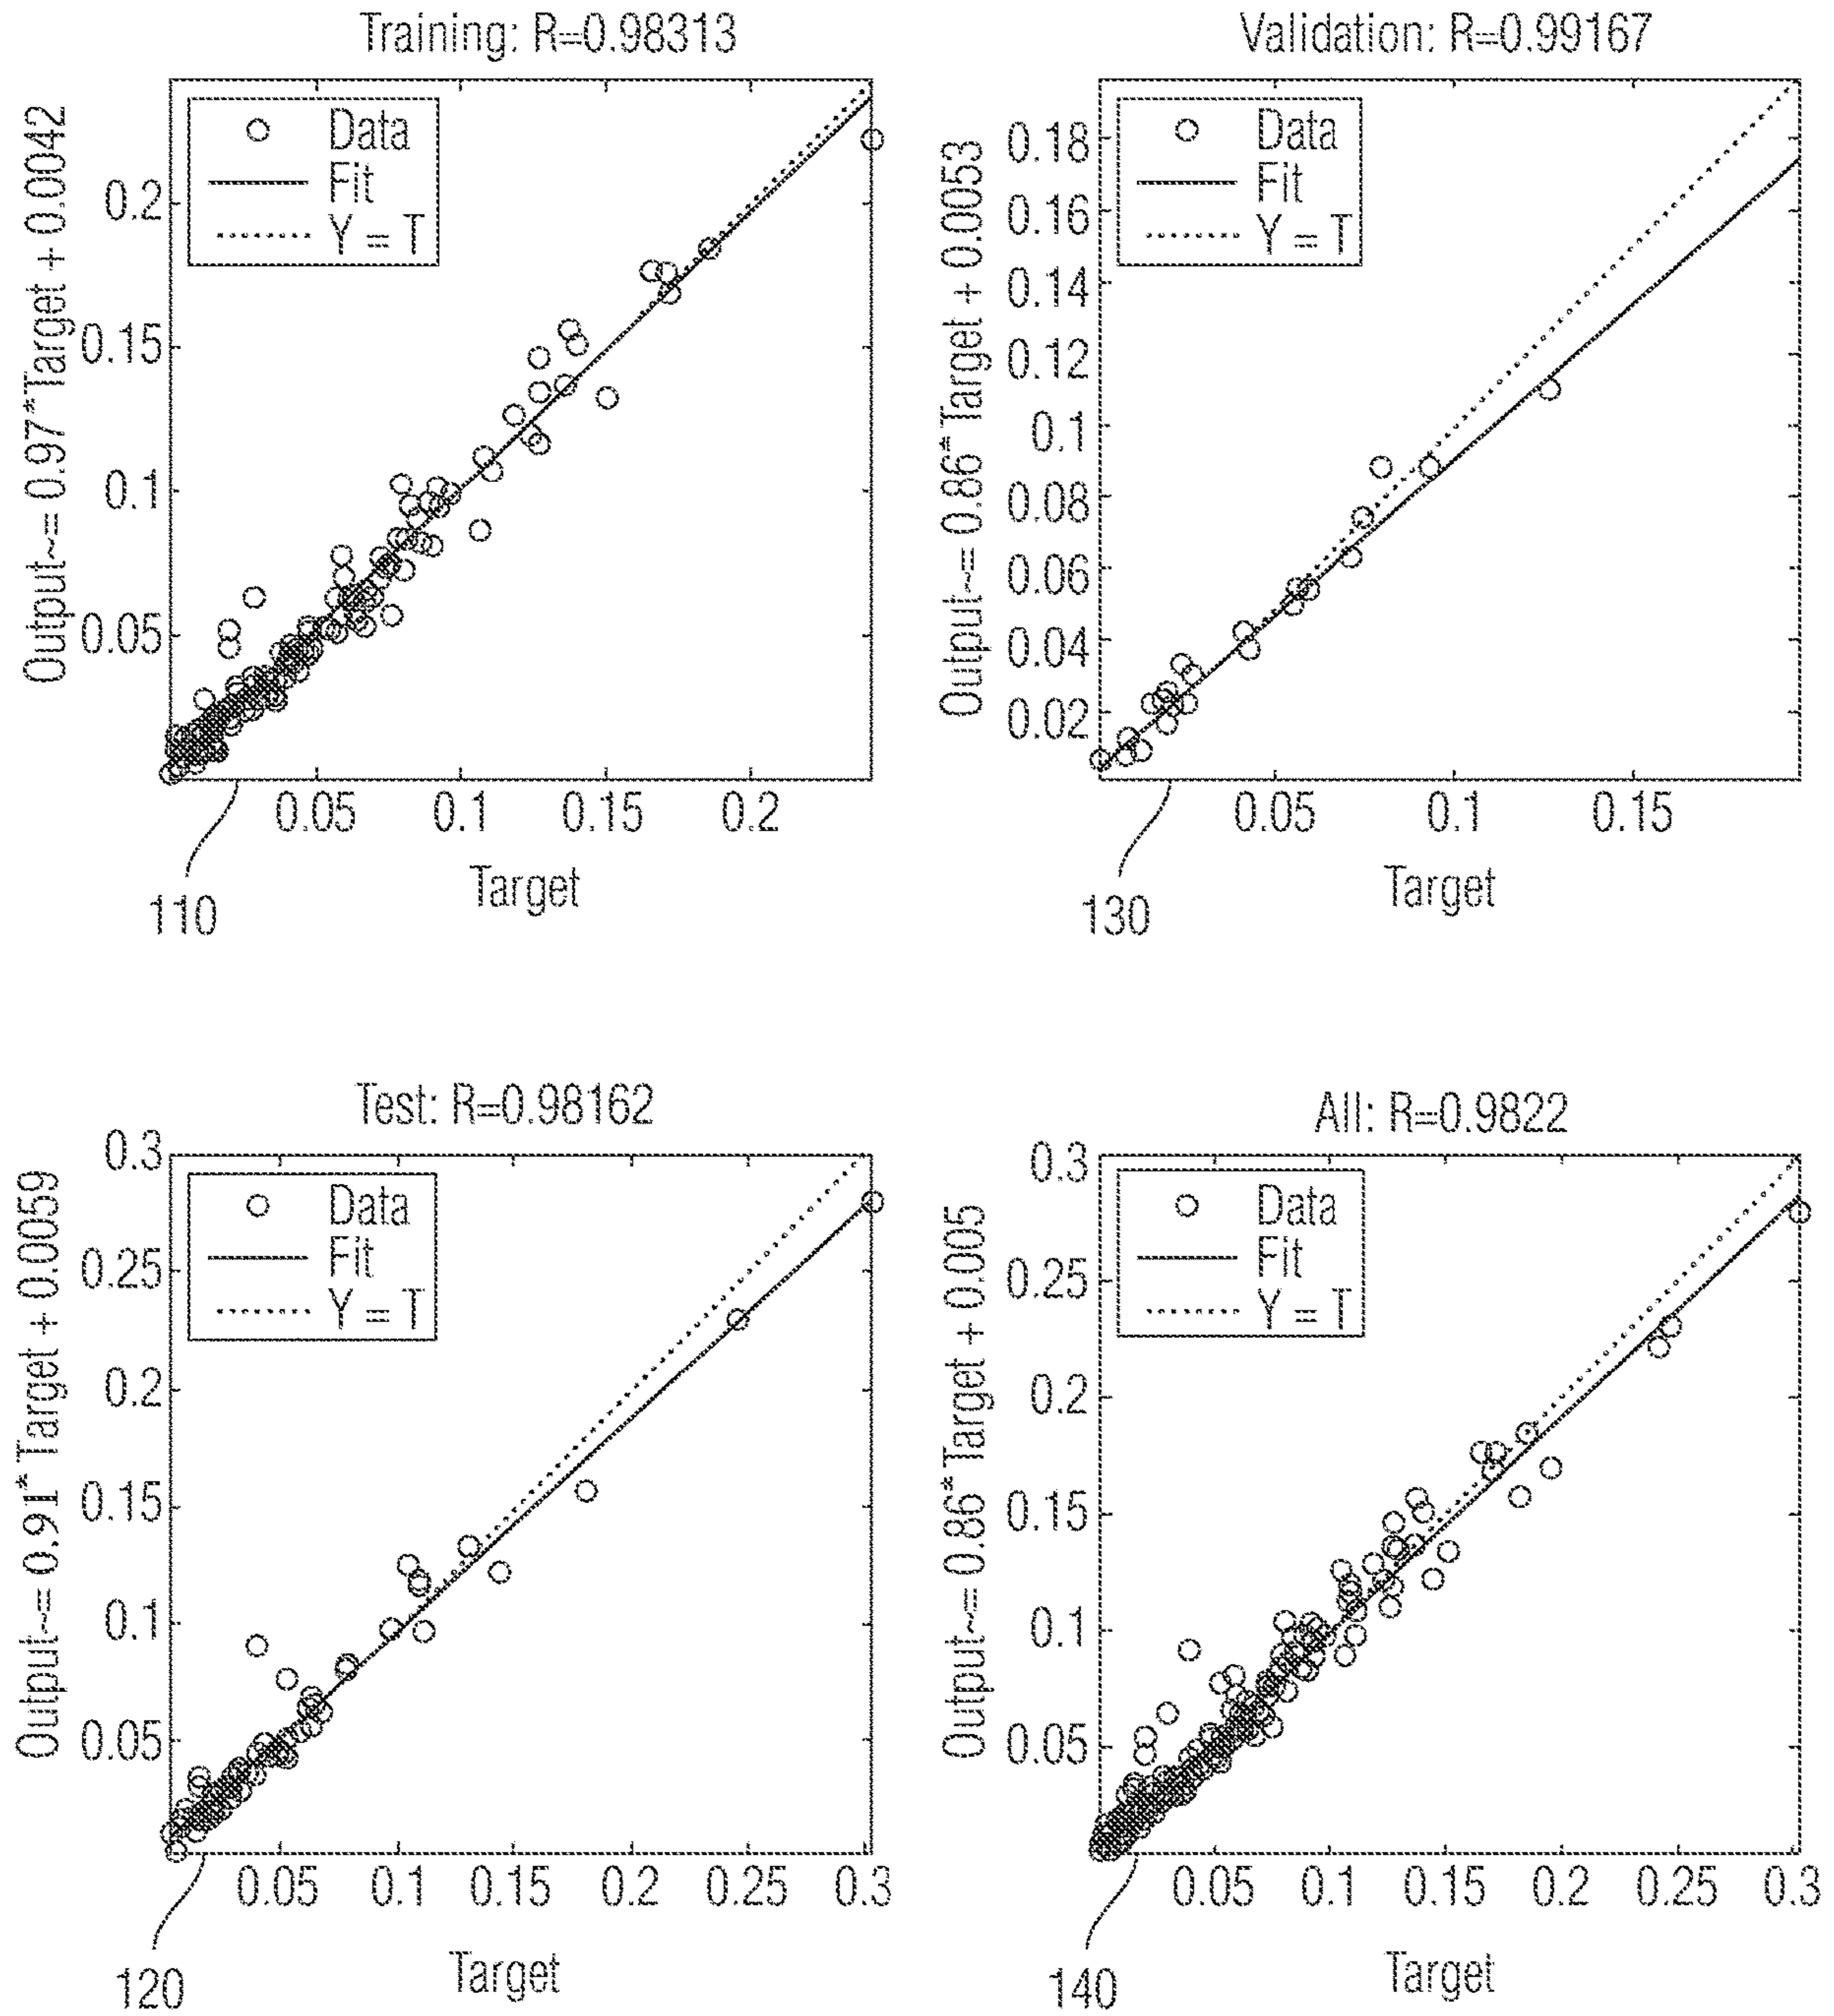 Training: R=0.98313
Output~= 0.97*Target + 0.0042
Data
Fit
Y = T
0.2
0.15
0.1
0.05
0.05 0.1 0.15 0.2
Target
110
Validation: R=0.99167
Output~= 0.86*Target + 0.0053
Data
Fit
Y = T
0.18
0.16
0.14
0.12
0.1
0.08
0.06
0.04
0.02
0.05 0.1 0.15
Target
130
Test: R=0.98162
Output~= 0.91*Target + 0.0059
Data
Fit
Y = T
0.3
0.25
0.2
0.15
0.1
0.05
0.05 0.1 0.15 0.2 0.25 0.3
Target
120
All: R=0.9822
Output~= 0.86*Target + 0.005
Data
Fit
Y = T
0.3
0.25
0.2
0.15
0.1
0.05
0.05 0.1 0.15 0.2 0.25 0.3
Target
140